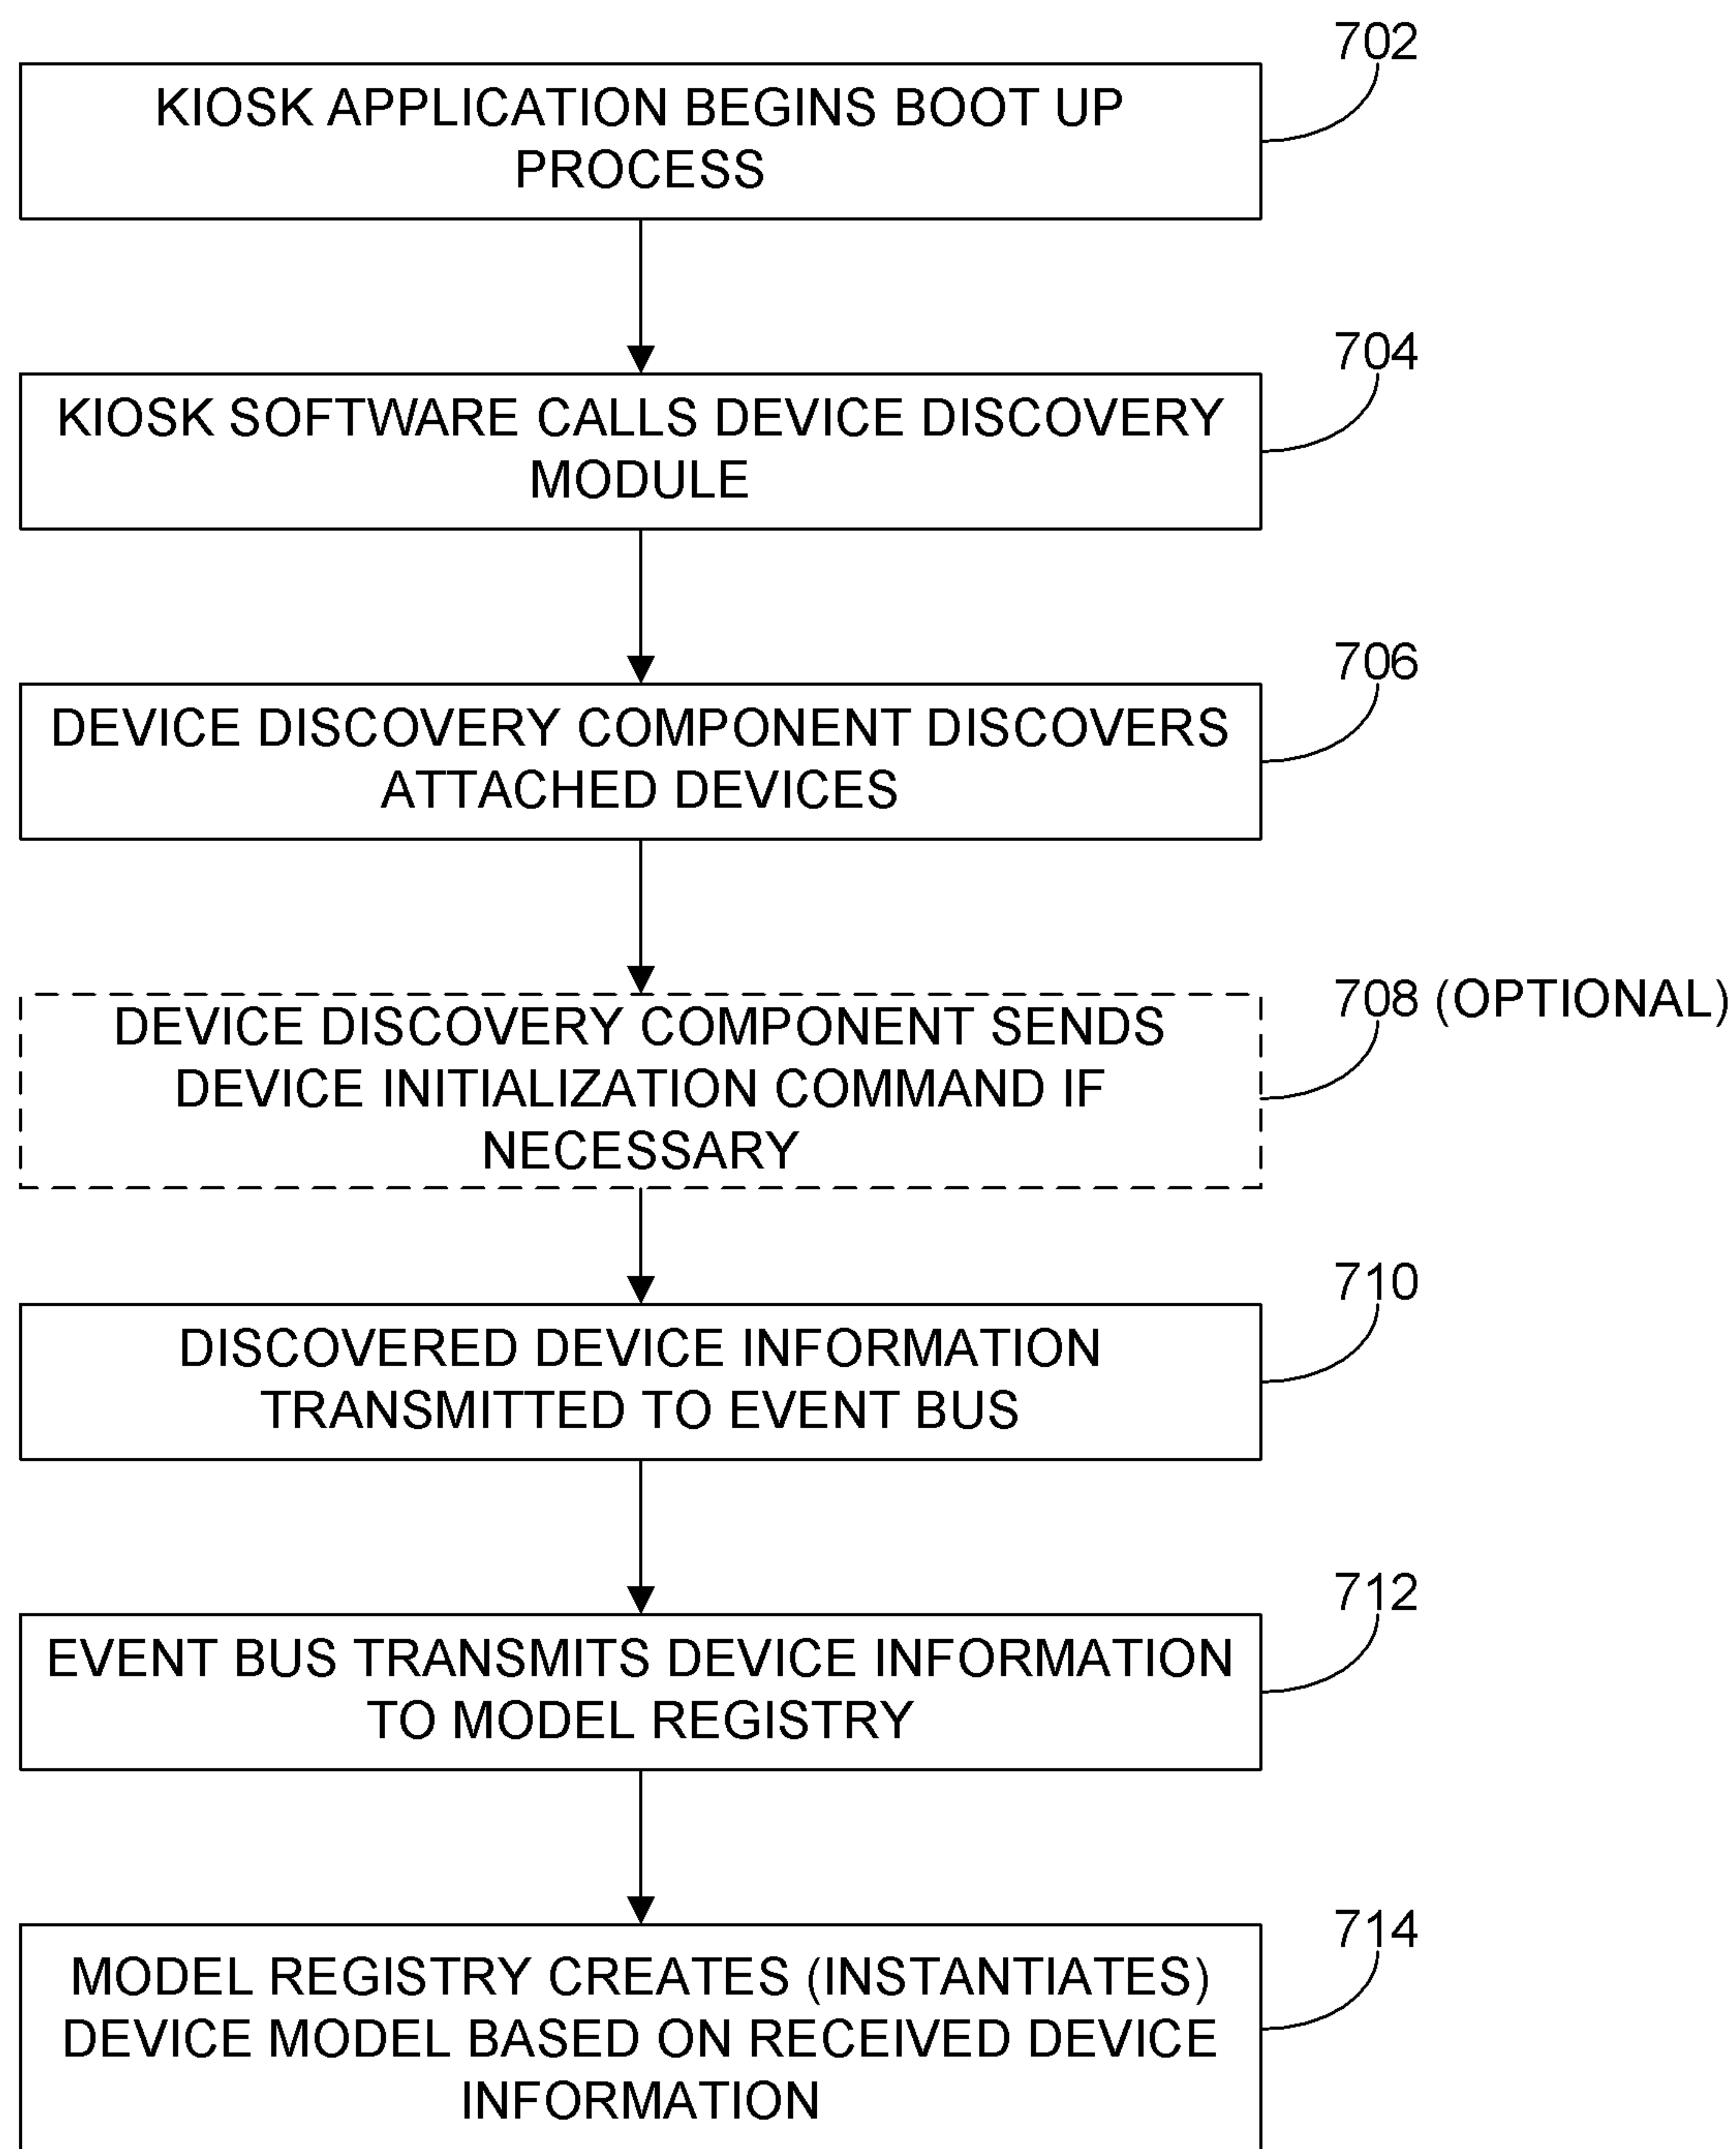 702
KIOSK APPLICATION BEGINS BOOT UP
PROCESS
704
KIOSK SOFTWARE CALLS DEVICE DISCOVERY
MODULE
706
DEVICE DISCOVERY COMPONENT DISCOVERS
ATTACHED DEVICES
708 (OPTIONAL)
DEVICE DISCOVERY COMPONENT SENDS
DEVICE INITIALIZATION COMMAND IF
NECESSARY
710
DISCOVERED DEVICE INFORMATION
TRANSMITTED TO EVENT BUS
712
EVENT BUS TRANSMITS DEVICE INFORMATION
TO MODEL REGISTRY
714
MODEL REGISTRY CREATES (INSTANTIATES)
DEVICE MODEL BASED ON RECEIVED DEVICE
INFORMATION